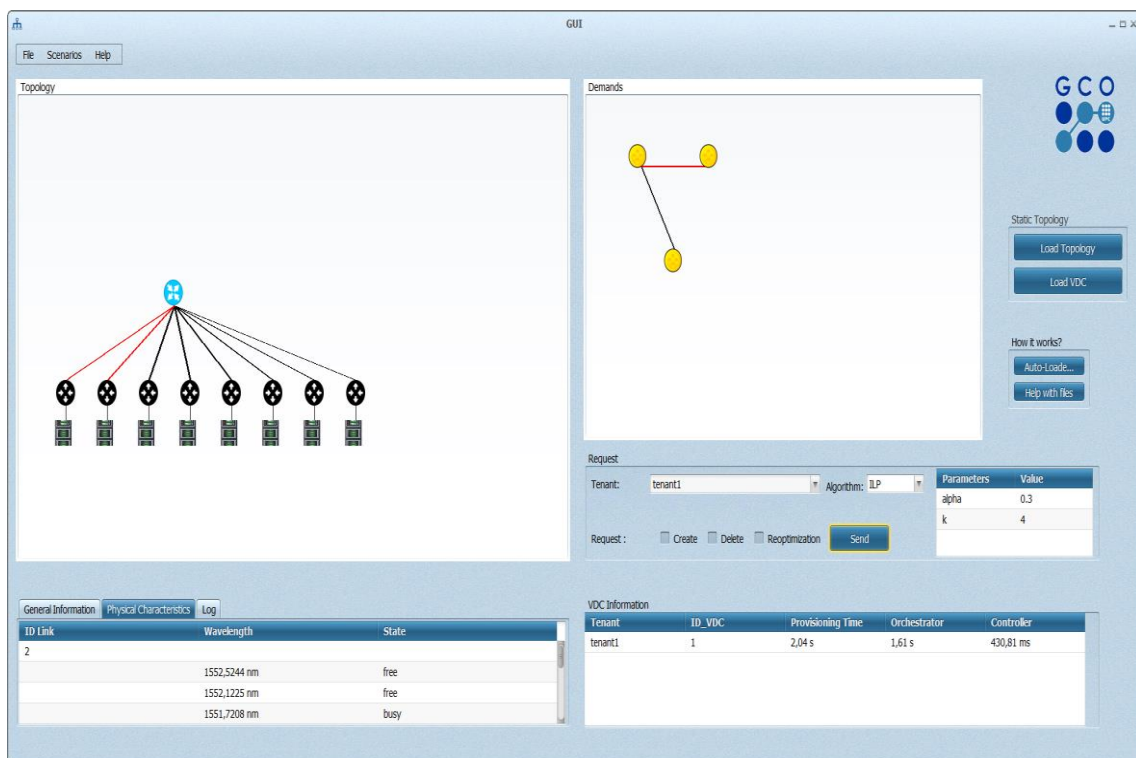 GUI
File Scenarios Help
Topology
Demands
G C O
UPC
Static Topology
Load Topology
Load VDC
How it works?
Auto-Loade...
Help with files
Request
Tenant: tenant1 Algorithm: ILP
Request : Create Delete Reoptimization Send
Parameters Value
alpha 0.3
k 4
General Information Physical Characteristics Log
ID Link Wavelength State
2
1552,5244 nm free
1552,1225 nm free
1551,7208 nm busy
VDC Information
Tenant ID_VDC Provisioning Time Orchestrator Controller
tenant1 1 2,04 s 1,61 s 430,81 ms